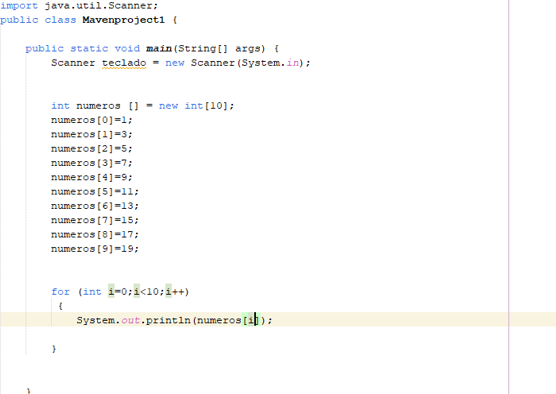 import java.util.Scanner;
public class Mavenproject1 {
public static void main(String[] args) {
Scanner teclado = new Scanner(System.in);
int numeros [] = new int[10];
numeros[0]=1;
numeros[1]=3;
numeros[2]=5;
numeros[3]=7;
numeros[4]=9;
numeros[5]=11;
numeros[6]=13;
numeros[7]=15;
numeros[8]=17;
numeros[9]=19;
for (int i=0;i<10;i++)
{
System.out.println(numeros[i]);
}
}